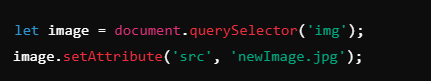 let image = document.querySelector('img');
image.setAttribute('src', 'newImage.jpg');